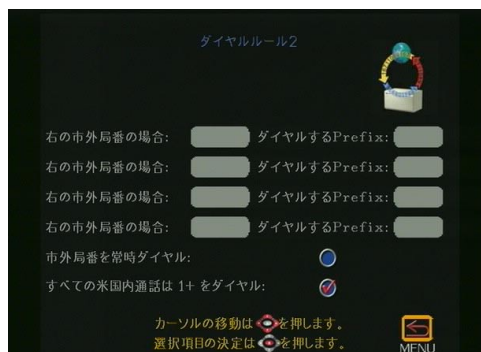 ダイヤルルール2
右の市外局番の場合: ダイヤルするPrefix:
右の市外局番の場合: ダイヤルするPrefix:
右の市外局番の場合: ダイヤルするPrefix:
右の市外局番の場合: ダイヤルするPrefix:
市外局番を常時ダイヤル:
すべての米国内通話は 1+ をダイヤル:
カーソルの移動は を押します。
選択項目の決定は を押します。
MENU